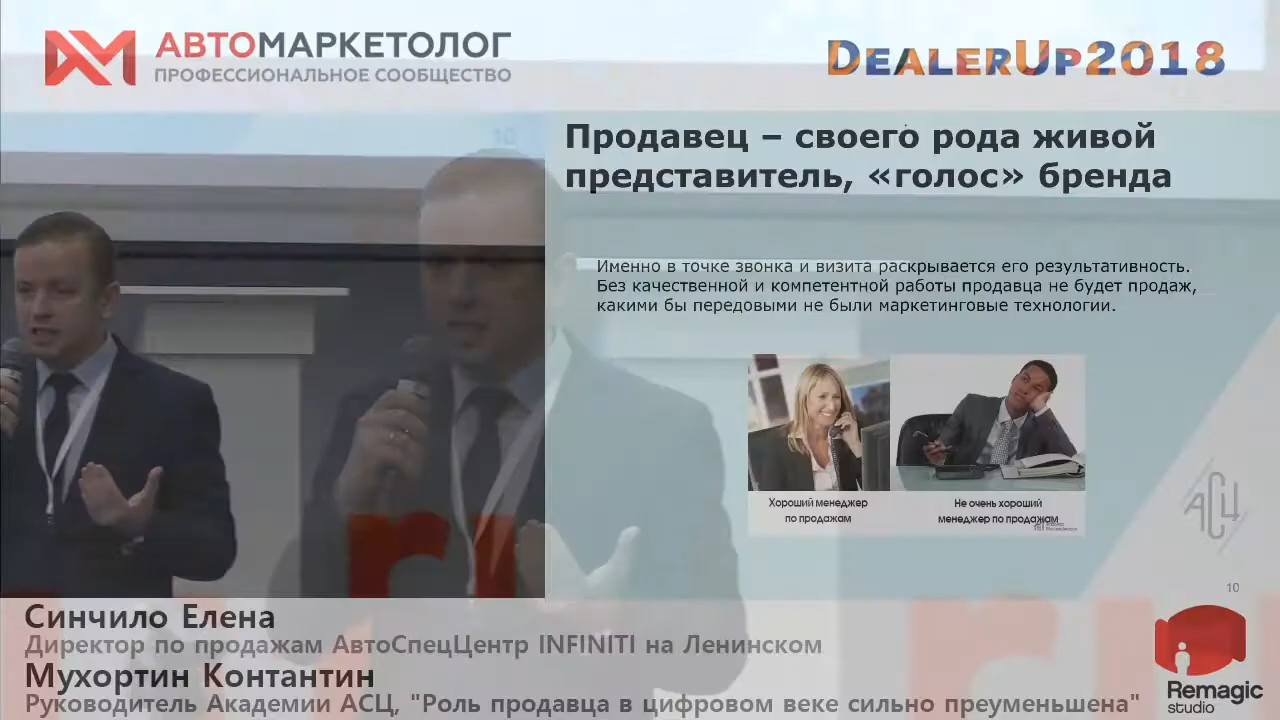 АВТОМАРКЕТОЛОГ
ПРОФЕССИОНАЛЬНОЕ СООБЩЕСТВО
DEALERUP2018
Продавец – своего рода живой
представитель, «голос» бренда
Именно в точке звонка и визита раскрывается его результативность.
Без качественной и компетентной работы продавца не будет продаж,
какими бы передовыми не были маркетинговые технологии.
Хороший менеджер
по продажам
Не очень хороший
менеджер по продажам
АСЦ
10
Синчило Елена
Директор по продажам АвтоСпецЦентр INFINITI на Ленинском
Мухортин Контантин
Руководитель Академии АСЦ, "Роль продавца в цифровом веке сильно преуменьшена"
Remagic
studio